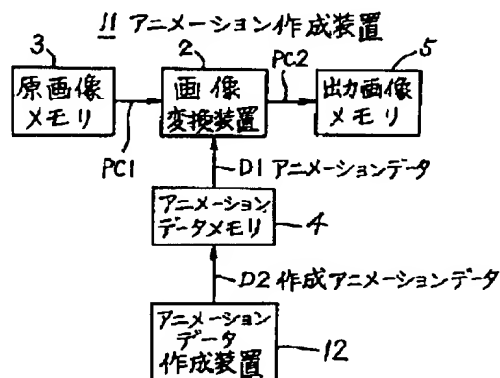 11 アニメーション作成装置
3
2
PC2
5
原画像
メモリ
画像
変換装置
出力画像
メモリ
PC1
D1 アニメーションデータ
アニメーション
データメモリ
4
D2 作成アニメーションデータ
アニメーション
データ
作成装置
12